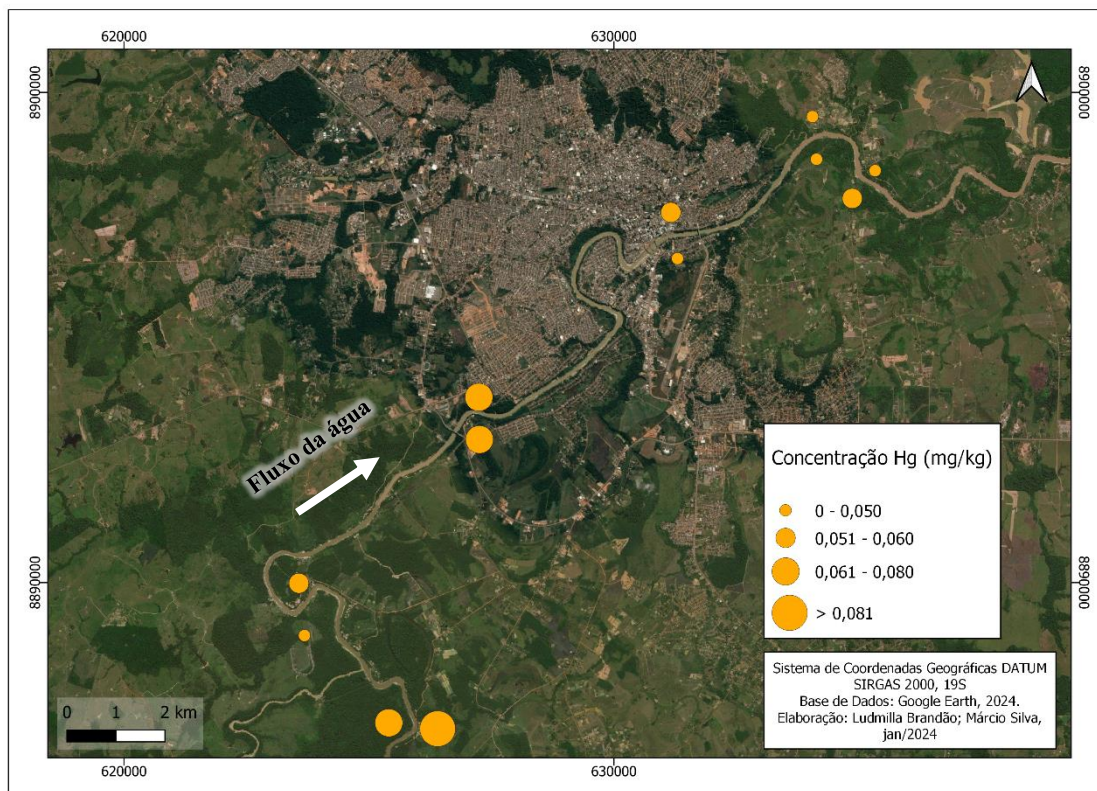 620000
630000
8900000
8900000
Fluxo da água
Concentração Hg (mg/kg)
0 - 0,050
0,051 - 0,060
0,061 - 0,080
> 0,081
8890000
8890000
Sistema de Coordenadas Geográficas DATUM
SIRGAS 2000, 19S
Base de Dados: Google Earth, 2024.
Elaboração: Ludmilla Brandão; Márcio Silva,
jan/2024
0 1 2 km
620000
630000